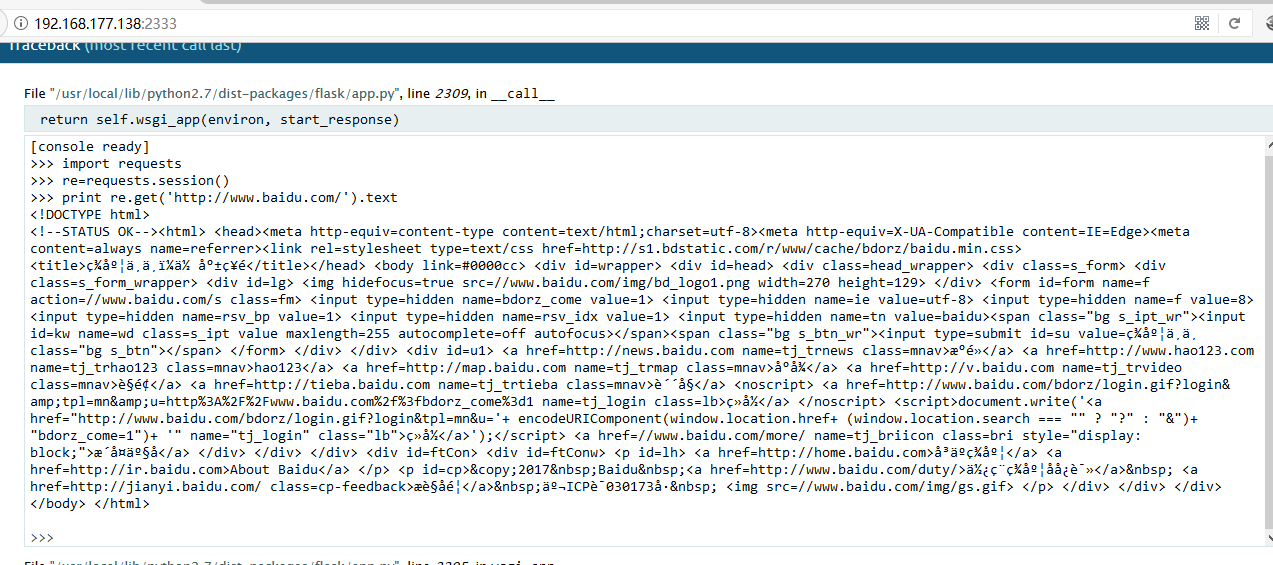 192.168.177.138:2333
Traceback (most recent call last)
File "/usr/local/lib/python2.7/dist-packages/flask/app.py", line 2309, in __call__
return self.wsgi_app(environ, start_response)
[console ready]
>>> import requests
>>> re=requests.session()
>>> print re.get('http://www.baidu.com/').text
<!DOCTYPE html>
<!--STATUS OK--><html> <head><meta http-equiv=content-type content=text/html;charset=utf-8><meta http-equiv=X-UA-Compatible content=IE=Edge><meta
content=always name=referrer><link rel=stylesheet type=text/css href=http://s1.bdstatic.com/r/www/cache/bdorz/baidu.min.css>
<title>ç¾åº¦ä¸ä¸ï¼ä½ å°±ç¥é</title></head> <body link=#0000cc> <div id=wrapper> <div id=head> <div class=head_wrapper> <div class=s_form> <div
class=s_form_wrapper> <div id=lg> <img hidefocus=true src=//www.baidu.com/img/bd_logo1.png width=270 height=129> </div> <form id=form name=f
action=//www.baidu.com/s class=fm> <input type=hidden name=bdorz_come value=1> <input type=hidden name=ie value=utf-8> <input type=hidden name=f value=8>
<input type=hidden name=rsv_bp value=1> <input type=hidden name=rsv_idx value=1> <input type=hidden name=tn value=baidu><span class="bg s_ipt_wr"><input
id=kw name=wd class=s_ipt value maxlength=255 autocomplete=off autofocus></span><span class="bg s_btn_wr"><input type=submit id=su value=ç¾åº¦ä¸ä¸
class="bg s_btn"></span> </form> </div> </div> <div id=u1> <a href=http://news.baidu.com name=tj_trnews class=mnav>æ°é»</a> <a href=http://www.hao123.com
name=tj_trhao123 class=mnav>hao123</a> <a href=http://map.baidu.com name=tj_trmap class=mnav>å°å¾</a> <a href=http://v.baidu.com name=tj_trvideo
class=mnav>è§é¢</a> <a href=http://tieba.baidu.com name=tj_trtieba class=mnav>è´´å§</a> <noscript> <a href=http://www.baidu.com/bdorz/login.gif?login&
amp;tpl=mn&amp;u=http%3A%2F%2Fwww.baidu.com%2f%3fbdorz_come%3d1 name=tj_login class=lb>ç»å½</a> </noscript> <script>document.write('<a
href="http://www.baidu.com/bdorz/login.gif?login&tpl=mn&u='+ encodeURIComponent(window.location.href+ (window.location.search === "" ? "?" : "&")+
"bdorz_come=1")+ '" name="tj_login" class="lb">ç»å½</a>');</script> <a href=//www.baidu.com/more/ name=tj_briicon class=bri style="display:
block;">æ´å¤äº§å</a> </div> </div> </div> <div id=ftCon> <div id=ftConw> <p id=lh> <a href=http://home.baidu.com>å³äºç¾åº¦</a> <a
href=http://ir.baidu.com>About Baidu</a> </p> <p id=cp>&copy;2017&nbsp;Baidu&nbsp;<a href=http://www.baidu.com/duty/>ä½¿ç¨ç¾åº¦åå¿è¯»</a>&nbsp; <a
href=http://jianyi.baidu.com/ class=cp-feedback>æè§åé¦</a>&nbsp;äº¬ICPè¯030173å·&nbsp; <img src=//www.baidu.com/img/gs.gif> </p> </div> </div> </div>
</body> </html>
>>>
File "/usr/local/lib/python2.7/dist-packages/flask/app.py", line 2295, in wsgi_app